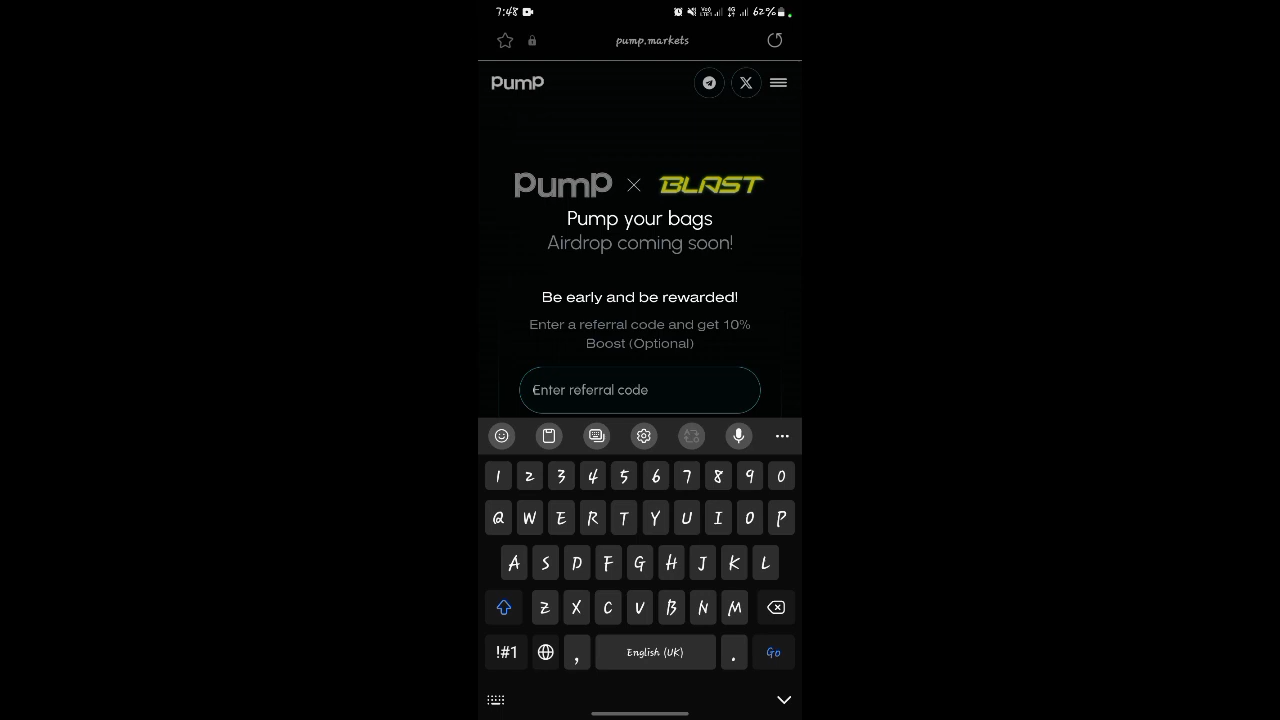 7:48
62%
pump.markets
pump
pump × BLAST
Pump your bags
Airdrop coming soon!
Be early and be rewarded!
Enter a referral code and get 10%
Boost (Optional)
Enter referral code
1 2 3 4 5 6 7 8 9 0
Q W E R T Y U I O P
A S D F G H J K L
Z X C V B N M
!#1 , English (UK) . Go